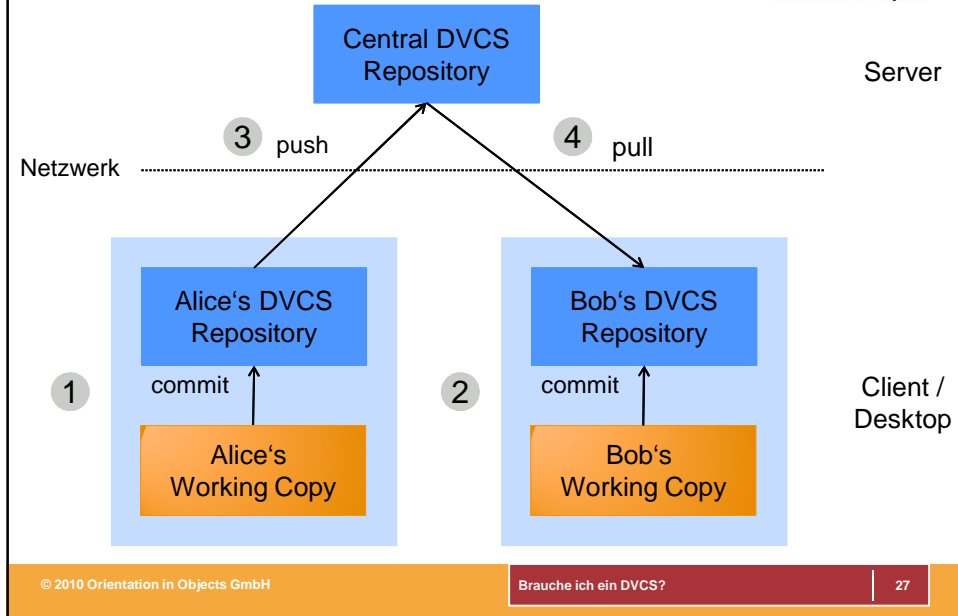 Central DVCS
Repository
Server
3 push
4 pull
Netzwerk
Alice‘s DVCS
Repository
Bob‘s DVCS
Repository
1
commit
2
commit
Client /
Desktop
Alice‘s
Working Copy
Bob‘s
Working Copy
© 2010 Orientation in Objects GmbH
Brauche ich ein DVCS?
27